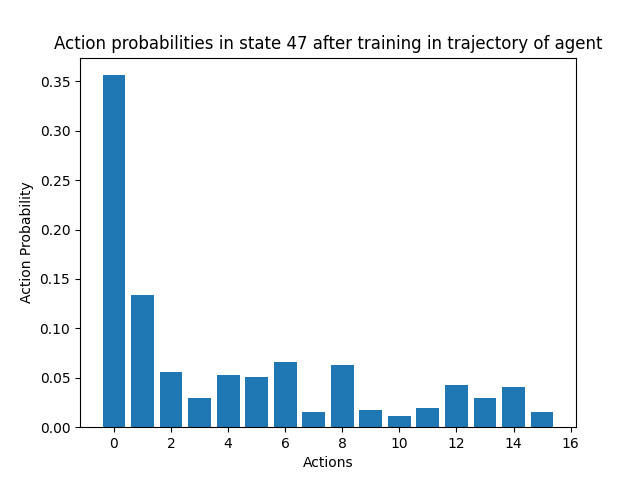 Action probabilities in state 47 after training in trajectory of agent
0.35
0.30
0.25
0.20
0.15
0.10
0.05
0.00
Action Probability
0 2 4 6 8 10 12 14 16
Actions